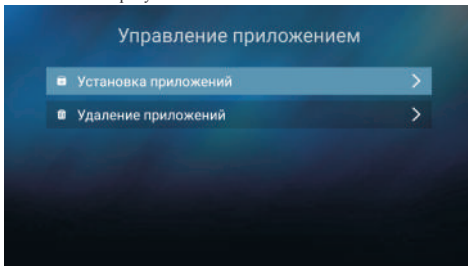 Управление приложением
Установка приложений
Удаление приложений